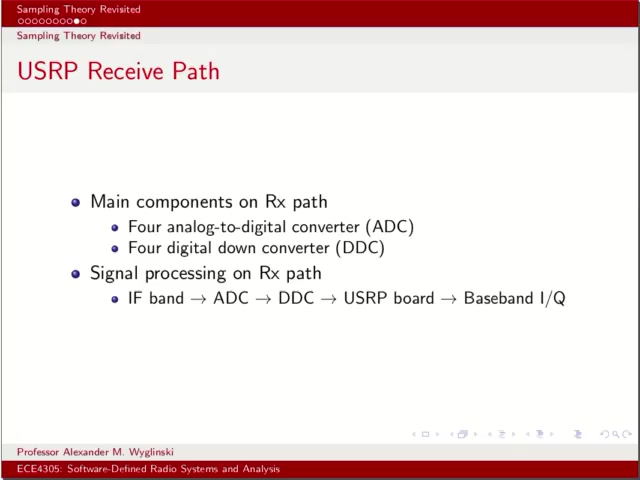 Sampling Theory Revisited
Sampling Theory Revisited
USRP Receive Path
Main components on Rx path
Four analog-to-digital converter (ADC)
Four digital down converter (DDC)
Signal processing on Rx path
IF band → ADC → DDC → USRP board → Baseband I/Q
Professor Alexander M. Wyglinski
ECE4305: Software-Defined Radio Systems and Analysis